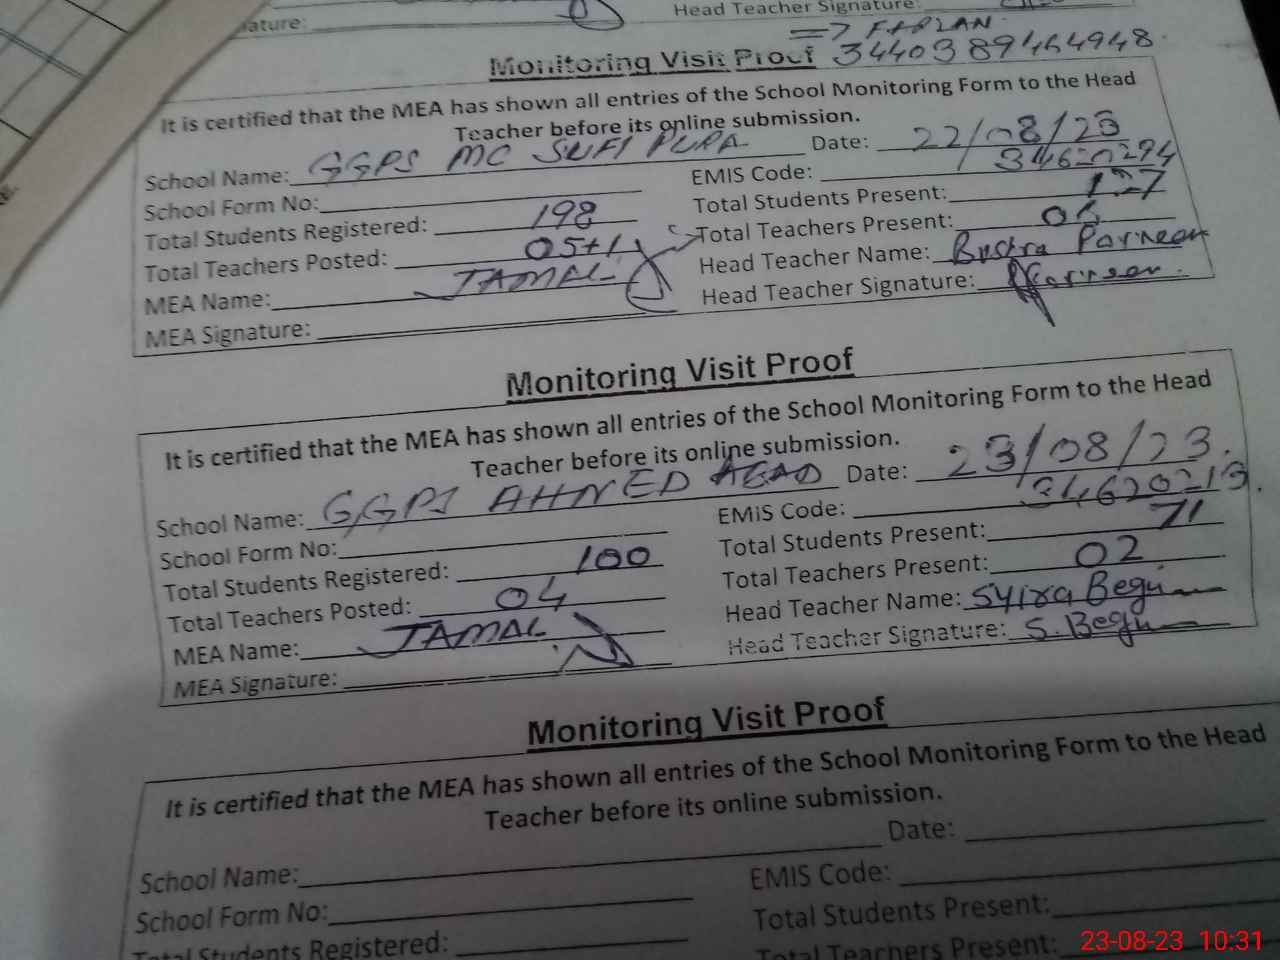 ature:
Head Teacher Signature:
=>
Monitoring Visit Proof 3440389464948.
It is certified that the MEA has shown all entries of the School Monitoring Form to the Head
Teacher before its online submission.
School Name: GGPS MC SUFI PURA Date: 22/08/23
School Form No: EMIS Code: 34620294
Total Students Registered: 198 Total Students Present: 127
Total Teachers Posted: 05+1 Total Teachers Present: 06
MEA Name: JAMAL Head Teacher Name: Bushra Parveen
MEA Signature: Head Teacher Signature: Parveen.
Monitoring Visit Proof
It is certified that the MEA has shown all entries of the School Monitoring Form to the Head
Teacher before its online submission.
School Name: GGPS AHMED ABAD Date: 23/08/23.
School Form No: EMiS Code: 34620213.
Total Students Registered: 100 Total Students Present: 71
Total Teachers Posted: 04 Total Teachers Present: 02
MEA Name: JAMAL Head Teacher Name: Syira Begum
MEA Signature: Head Teacher Signature: S. Begum
Monitoring Visit Proof
It is certified that the MEA has shown all entries of the School Monitoring Form to the Head
Teacher before its online submission.
School Name: Date:
School Form No: EMIS Code:
Total Students Registered: Total Students Present:
Total Teachers Present:
23-08-23 10:31